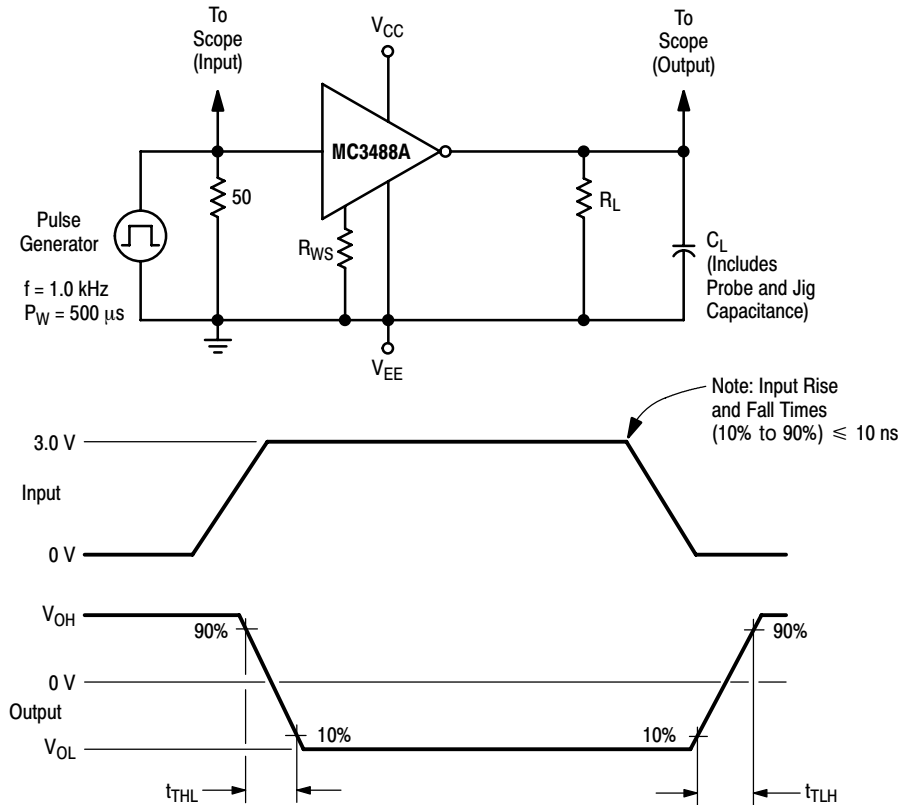 To
Scope
(Input)
VCC
To
Scope
(Output)
MC3488A
50
RL
Pulse
Generator
RWS
CL
(Includes
Probe and Jig
Capacitance)
f = 1.0 kHz
PW = 500 μs
VEE
Note: Input Rise
and Fall Times
(10% to 90%) ≤ 10 ns
3.0 V
Input
0 V
VOH
90%
90%
0 V
Output
10%
10%
VOL
tTHL
tTLH